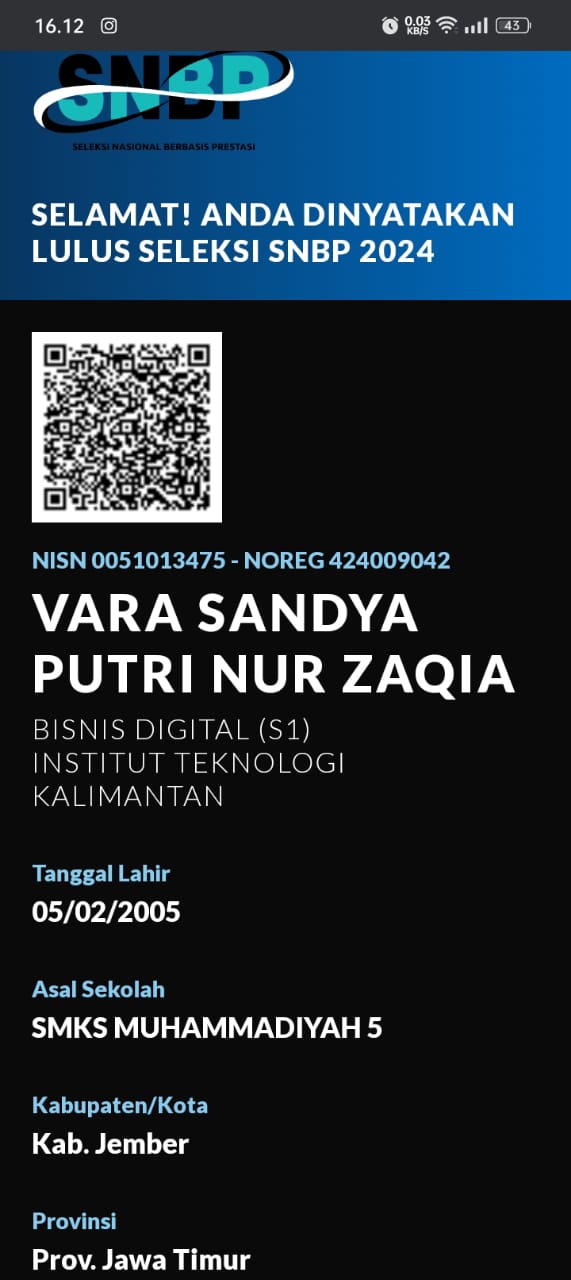 16.12
0.03
KB/S
43
SNBP
SELEKSI NASIONAL BERBASIS PRESTASI
SELAMAT! ANDA DINYATAKAN
LULUS SELEKSI SNBP 2024
NISN 0051013475 - NOREG 424009042
VARA SANDYA
PUTRI NUR ZAQIA
BISNIS DIGITAL (S1)
INSTITUT TEKNOLOGI
KALIMANTAN
Tanggal Lahir
05/02/2005
Asal Sekolah
SMKS MUHAMMADIYAH 5
Kabupaten/Kota
Kab. Jember
Provinsi
Prov. Jawa Timur